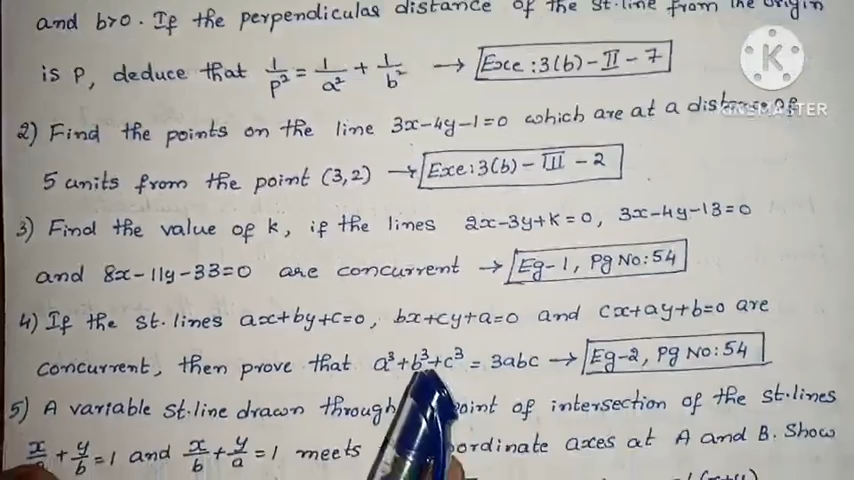 and b>0. If the perpendicular distance of the st.line from the origin
is P, deduce that 1/p² = 1/a² + 1/b² → Exe:3(b)-II-7
K
KINEMASTER
2) Find the points on the line 3x-4y-1=0 which are at a distance of
5 units from the point (3,2) → Exe:3(b)-III-2
3) Find the value of k, if the lines 2x-3y+k=0, 3x-4y-13=0
and 8x-11y-33=0 are concurrent → Eg-1, Pg No:54
4) If the st.lines ax+by+c=0, bx+cy+a=0 and cx+ay+b=0 are
concurrent, then prove that a³+b³+c³=3abc → Eg-2, Pg No:54
5) A variable st.line drawn through point of intersection of the st.lines
x/a + y/b = 1 and x/b + y/a = 1 meets ordinate axes at A and B. Show